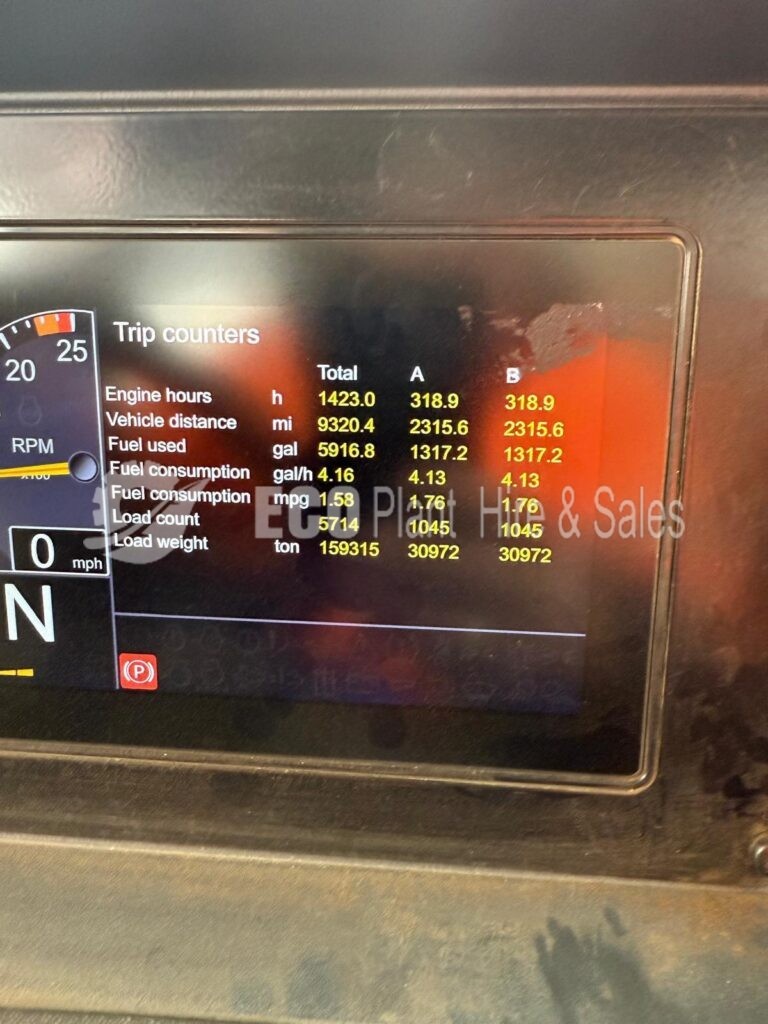 Trip counters
25
20
Total A B
Engine hours h 1423.0 318.9 318.9
Vehicle distance mi 9320.4 2315.6 2315.6
Fuel used gal 5916.8 1317.2 1317.2
RPM
x100
Fuel consumption gal/h 4.16 4.13 4.13
Fuel consumption mpg 1.58 1.76 1.76
Load count 5714 1045 1045
Load weight ton 159315 30972 30972
ECO Plant Hire & Sales
0 mph
N
P